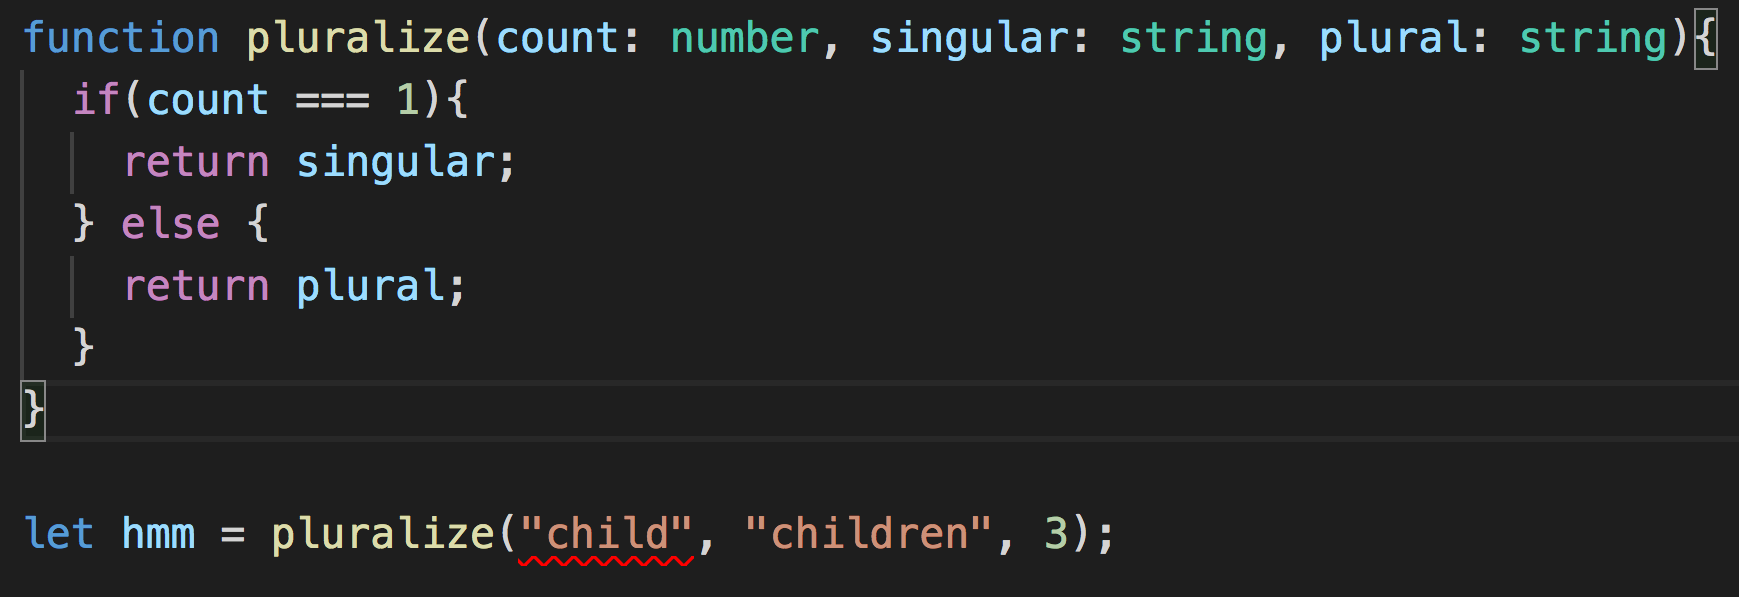 function pluralize(count: number, singular: string, plural: string){
  if(count === 1){
    return singular;
  } else {
    return plural;
  }
}
let hmm = pluralize("child", "children", 3);